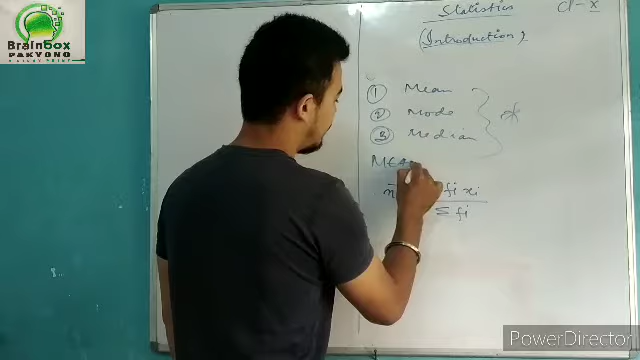 Brainbox
PAKYONG
Statistics
Cl - X
(Introduction)
① Mean
② Mode
③ Median
MEA
fi xi
Σ fi
PowerDirector